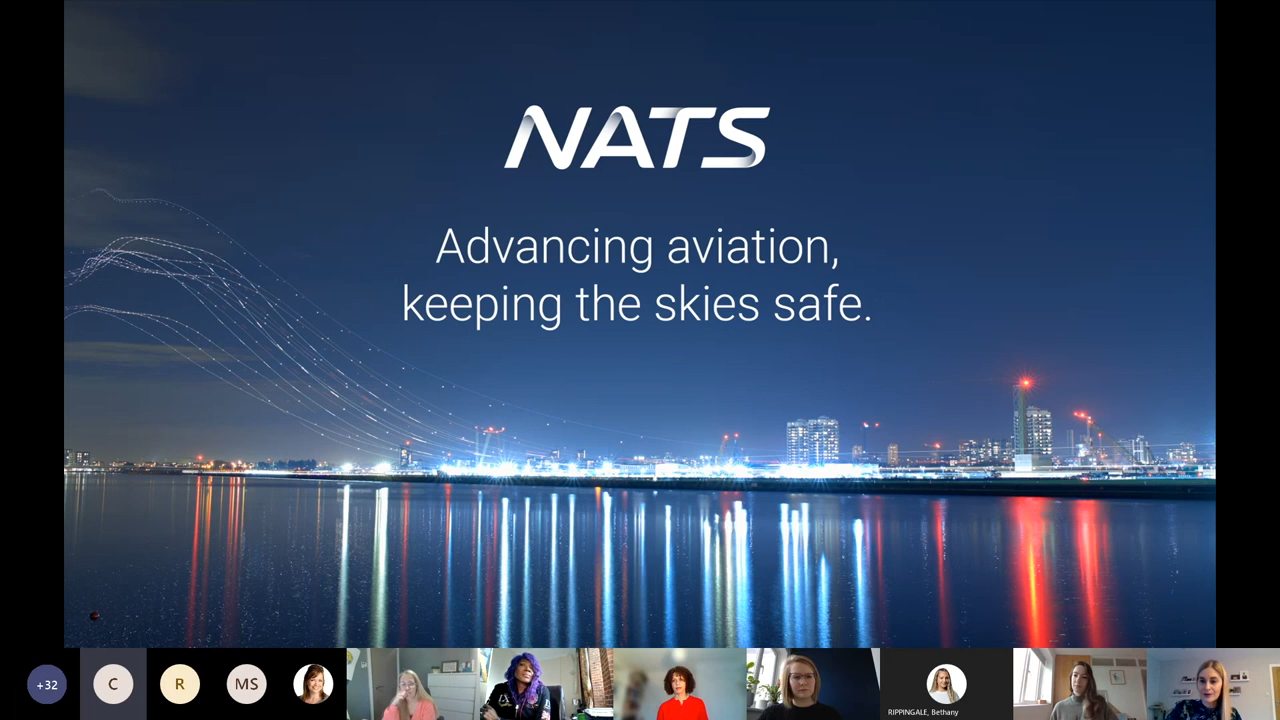 NATS
Advancing aviation,
keeping the skies safe.
+32
C
R
MS
RIPPINGALE, Bethany